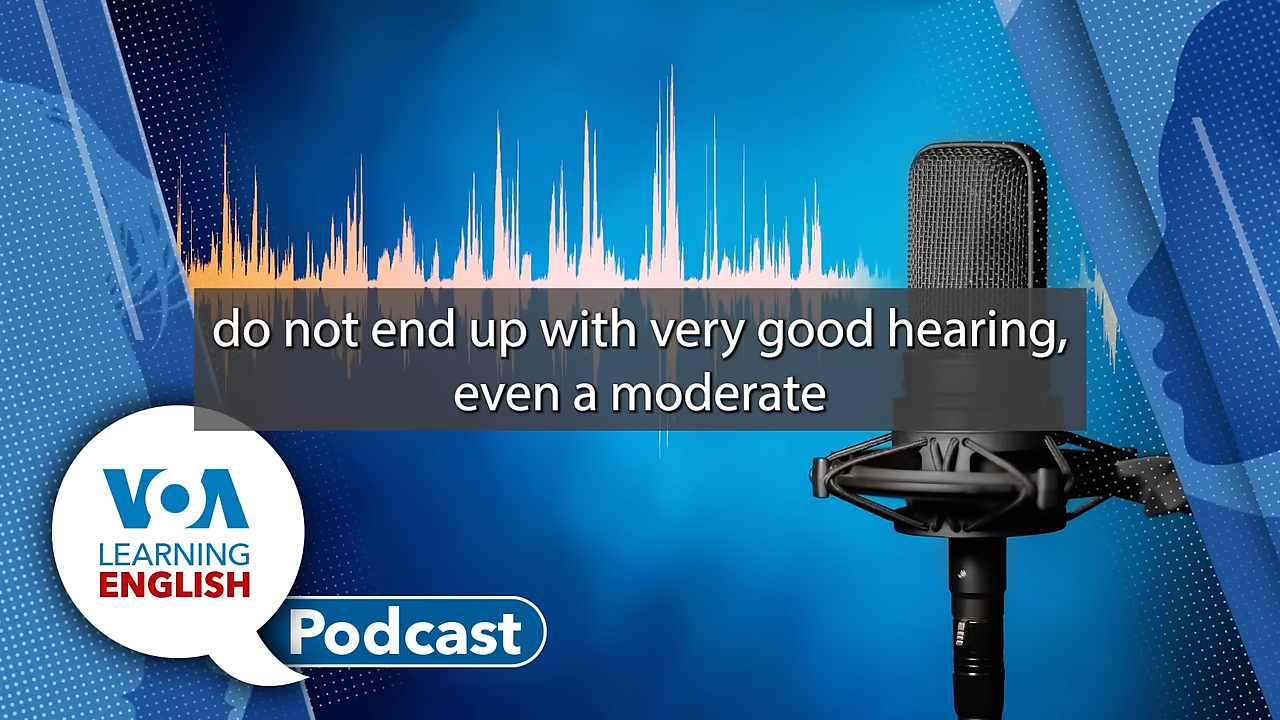 do not end up with very good hearing,
even a moderate
VOA
LEARNING
ENGLISH
Podcast